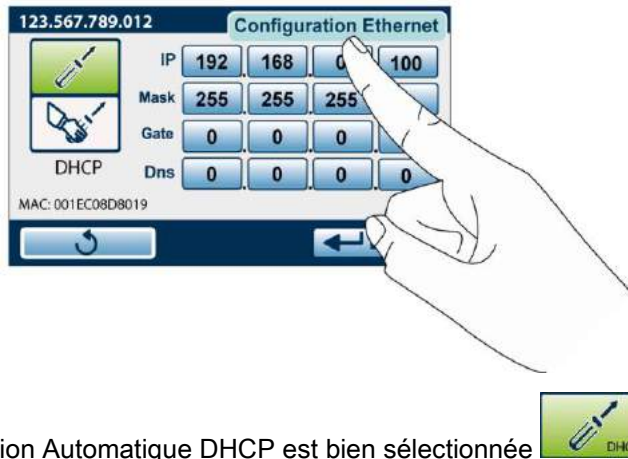 123.567.789.012 Configuration Ethernet
IP 192 . 168 . 0 . 100
Mask 255 . 255 . 255
Gate 0 . 0 . 0
DHCP
Dns 0 . 0 . 0 . 0
MAC: 001EC08D8019
Automatique DHCP est bien sélectionnée